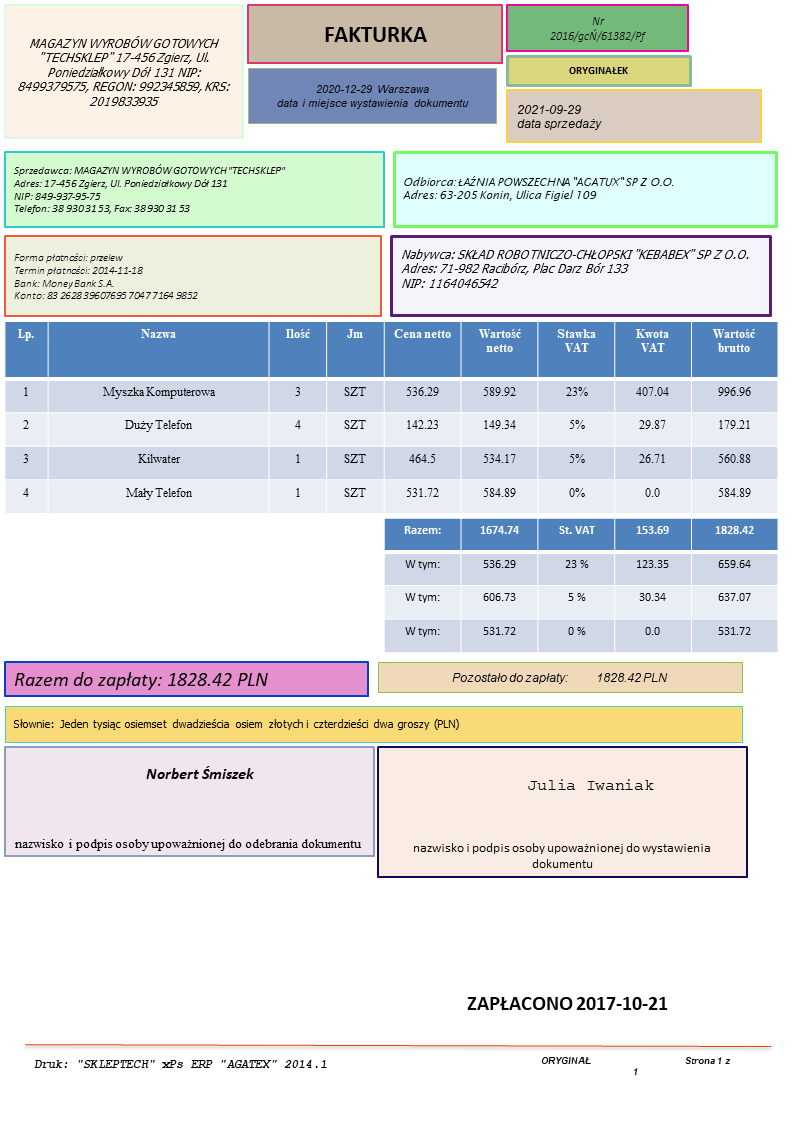 MAGAZYN WYROBÓW GOTOWYCH
"TECHSKLEP" 17-456 Zgierz, Ul.
Poniedziałkowy Dół 131 NIP:
8499379575, REGON: 992345859, KRS:
2019833935
FAKTURKA
2020-12-29 Warszawa
data i miejsce wystawienia dokumentu
Nr
2016/gcŃ/61382/Pf
ORYGINAŁEK
2021-09-29
data sprzedaży
Sprzedawca: MAGAZYN WYROBÓW GOTOWYCH "TECHSKLEP"
Adres: 17-456 Zgierz, Ul. Poniedziałkowy Dół 131
NIP: 849-937-95-75
Telefon: 38 930 31 53, Fax: 38 930 31 53
Odbiorca: ŁAŹNIA POWSZECHNA "AGATUX" SP Z O.O.
Adres: 63-205 Konin, Ulica Figiel 109
Forma płatności: przelew
Termin płatności: 2014-11-18
Bank: Money Bank S.A.
Konto: 83 2628 3960 7695 7047 7164 9852
Nabywca: SKŁAD ROBOTNICZO-CHŁOPSKI "KEBABEX" SP Z O.O.
Adres: 71-982 Racibórz, Plac Darz Bór 133
NIP: 1164046542
Lp. Nazwa Ilość Jm Cena netto Wartość netto Stawka VAT Kwota VAT Wartość brutto
1 Myszka Komputerowa 3 SZT 536.29 589.92 23% 407.04 996.96
2 Duży Telefon 4 SZT 142.23 149.34 5% 29.87 179.21
3 Kilwater 1 SZT 464.5 534.17 5% 26.71 560.88
4 Mały Telefon 1 SZT 531.72 584.89 0% 0.0 584.89
Razem: 1674.74 St. VAT 153.69 1828.42
W tym: 536.29 23 % 123.35 659.64
W tym: 606.73 5 % 30.34 637.07
W tym: 531.72 0 % 0.0 531.72
Razem do zapłaty: 1828.42 PLN
Pozostało do zapłaty: 1828.42 PLN
Słownie: Jeden tysiąc osiemset dwadzieścia osiem złotych i czterdzieści dwa groszy (PLN)
Norbert Śmiszek
nazwisko i podpis osoby upoważnionej do odebrania dokumentu
Julia Iwaniak
nazwisko i podpis osoby upoważnionej do wystawienia
dokumentu
ZAPŁACONO 2017-10-21
Druk: "SKLEPTECH" xPs ERP "AGATEX" 2014.1
ORYGINAŁ Strona 1 z
1